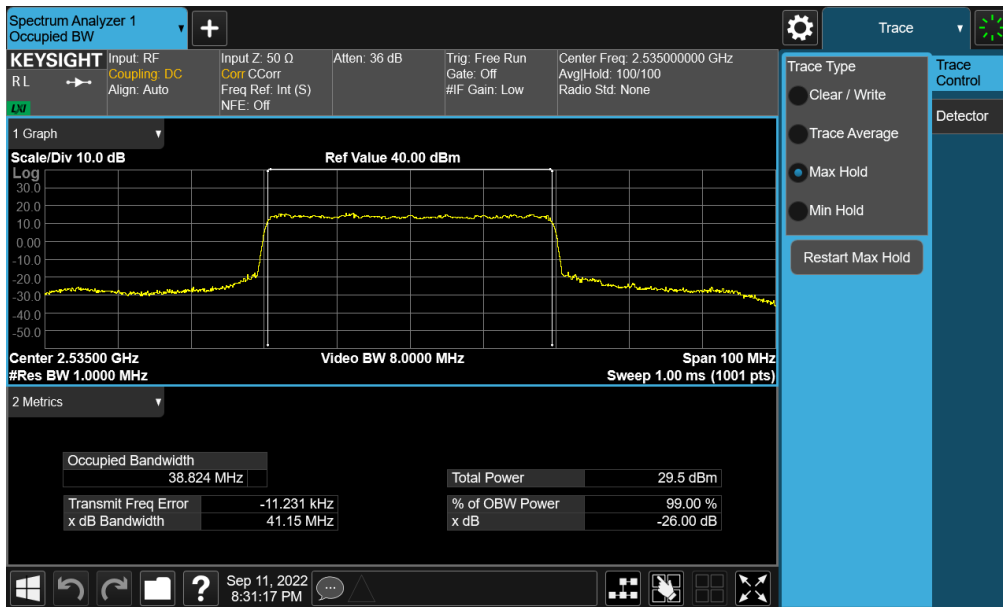 Spectrum Analyzer 1
Occupied BW
▼
+
Trace
▼
KEYSIGHT
R L
LXI
Input: RF
Coupling: DC
Align: Auto
Input Z: 50 Ω
Corr CCorr
Freq Ref: Int (S)
NFE: Off
Atten: 36 dB
Trig: Free Run
Gate: Off
#IF Gain: Low
Center Freq: 2.535000000 GHz
Avg|Hold: 100/100
Radio Std: None
Trace Type
Clear / Write
Trace Average
Max Hold
Min Hold
Restart Max Hold
Trace
Control
Detector
1 Graph
Scale/Div 10.0 dB
Ref Value 40.00 dBm
Log
30.0
20.0
10.0
0.00
-10.0
-20.0
-30.0
-40.0
-50.0
Center 2.53500 GHz
#Res BW 1.0000 MHz
Video BW 8.0000 MHz
Span 100 MHz
Sweep 1.00 ms (1001 pts)
2 Metrics
Occupied Bandwidth
38.824 MHz
Transmit Freq Error -11.231 kHz
x dB Bandwidth 41.15 MHz
Total Power 29.5 dBm
% of OBW Power 99.00 %
x dB -26.00 dB
?
Sep 11, 2022
8:31:17 PM